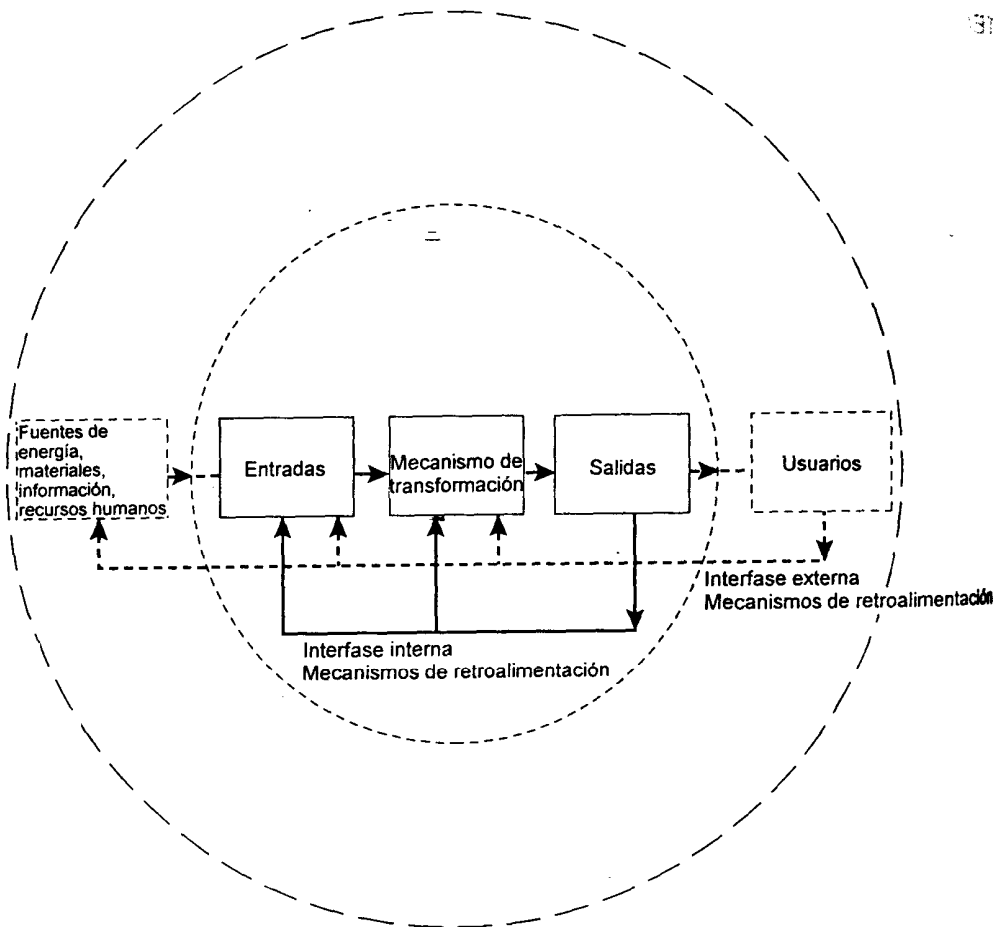 Fuentes de
energía,
materiales,
información,
recursos humanos
Entradas
Mecanismo de
transformación
Salidas
Usuarios
Interfase externa
Mecanismos de retroalimentación
Interfase interna
Mecanismos de retroalimentación